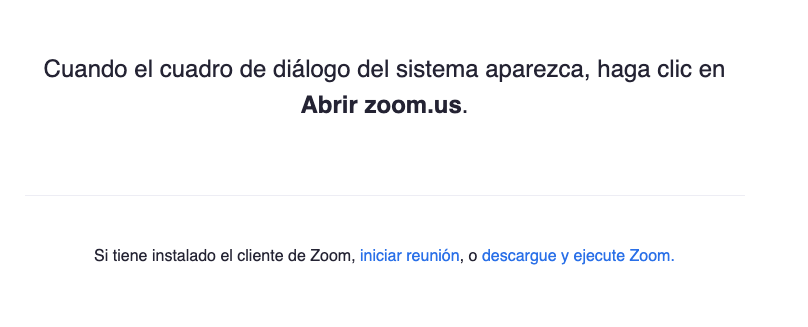 Cuando el cuadro de diálogo del sistema aparezca, haga clic en
Abrir zoom.us.
Si tiene instalado el cliente de Zoom, iniciar reunión, o descargue y ejecute Zoom.